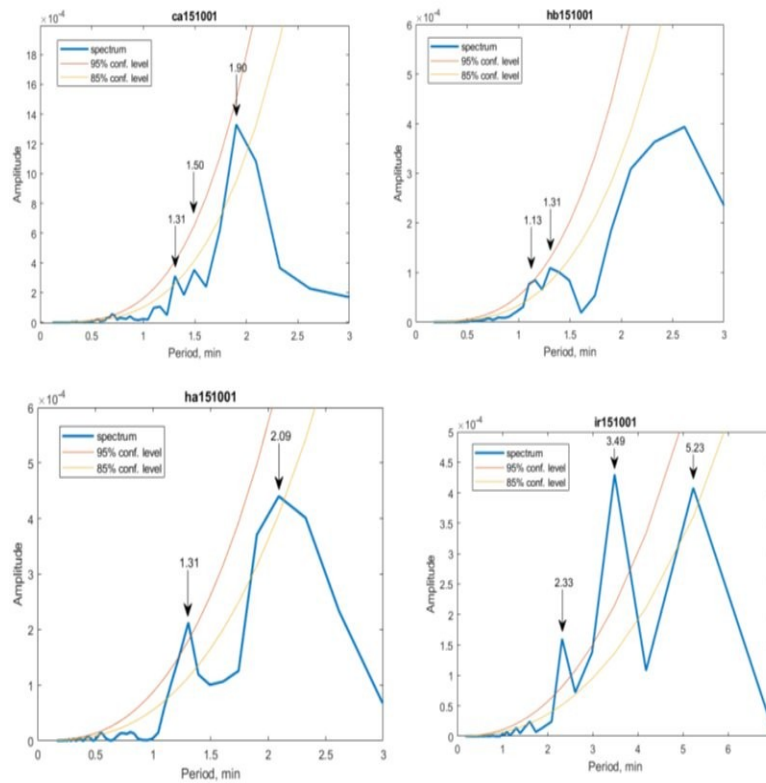 ca151001
×10⁻⁴
18
16
14
12
10
8
6
4
2
0
Amplitude
spectrum
95% conf. level
85% conf. level
1.31
1.50
1.90
0 0.5 1 1.5 2 2.5 3
Period, min
hb151001
×10⁻⁴
6
5
4
3
2
1
0
Amplitude
spectrum
95% conf. level
85% conf. level
1.13
1.31
0 0.5 1 1.5 2 2.5 3
Period, min
ha151001
×10⁻⁴
6
5
4
3
2
1
0
Amplitude
spectrum
95% conf. level
85% conf. level
1.31
2.09
0 0.5 1 1.5 2 2.5 3
Period, min
ir151001
×10⁻⁴
5
4.5
4
3.5
3
2.5
2
1.5
1
0.5
0
Amplitude
spectrum
95% conf. level
85% conf. level
2.33
3.49
5.23
0 1 2 3 4 5 6
Period, min